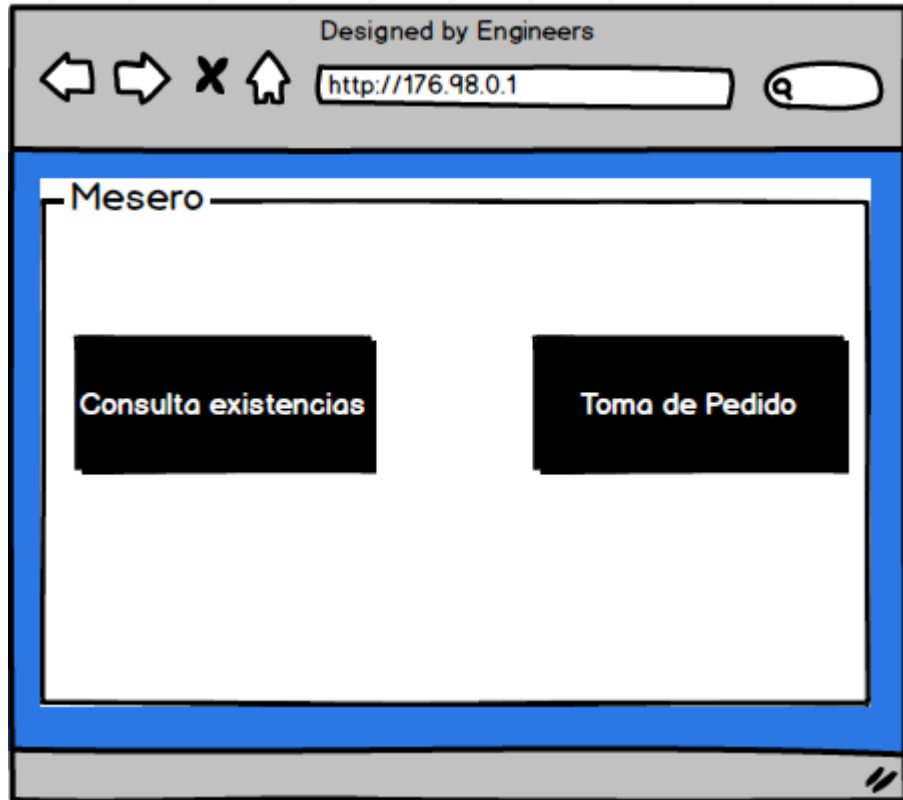 Designed by Engineers
http://176.98.0.1
Mesero
Consulta existencias
Toma de Pedido